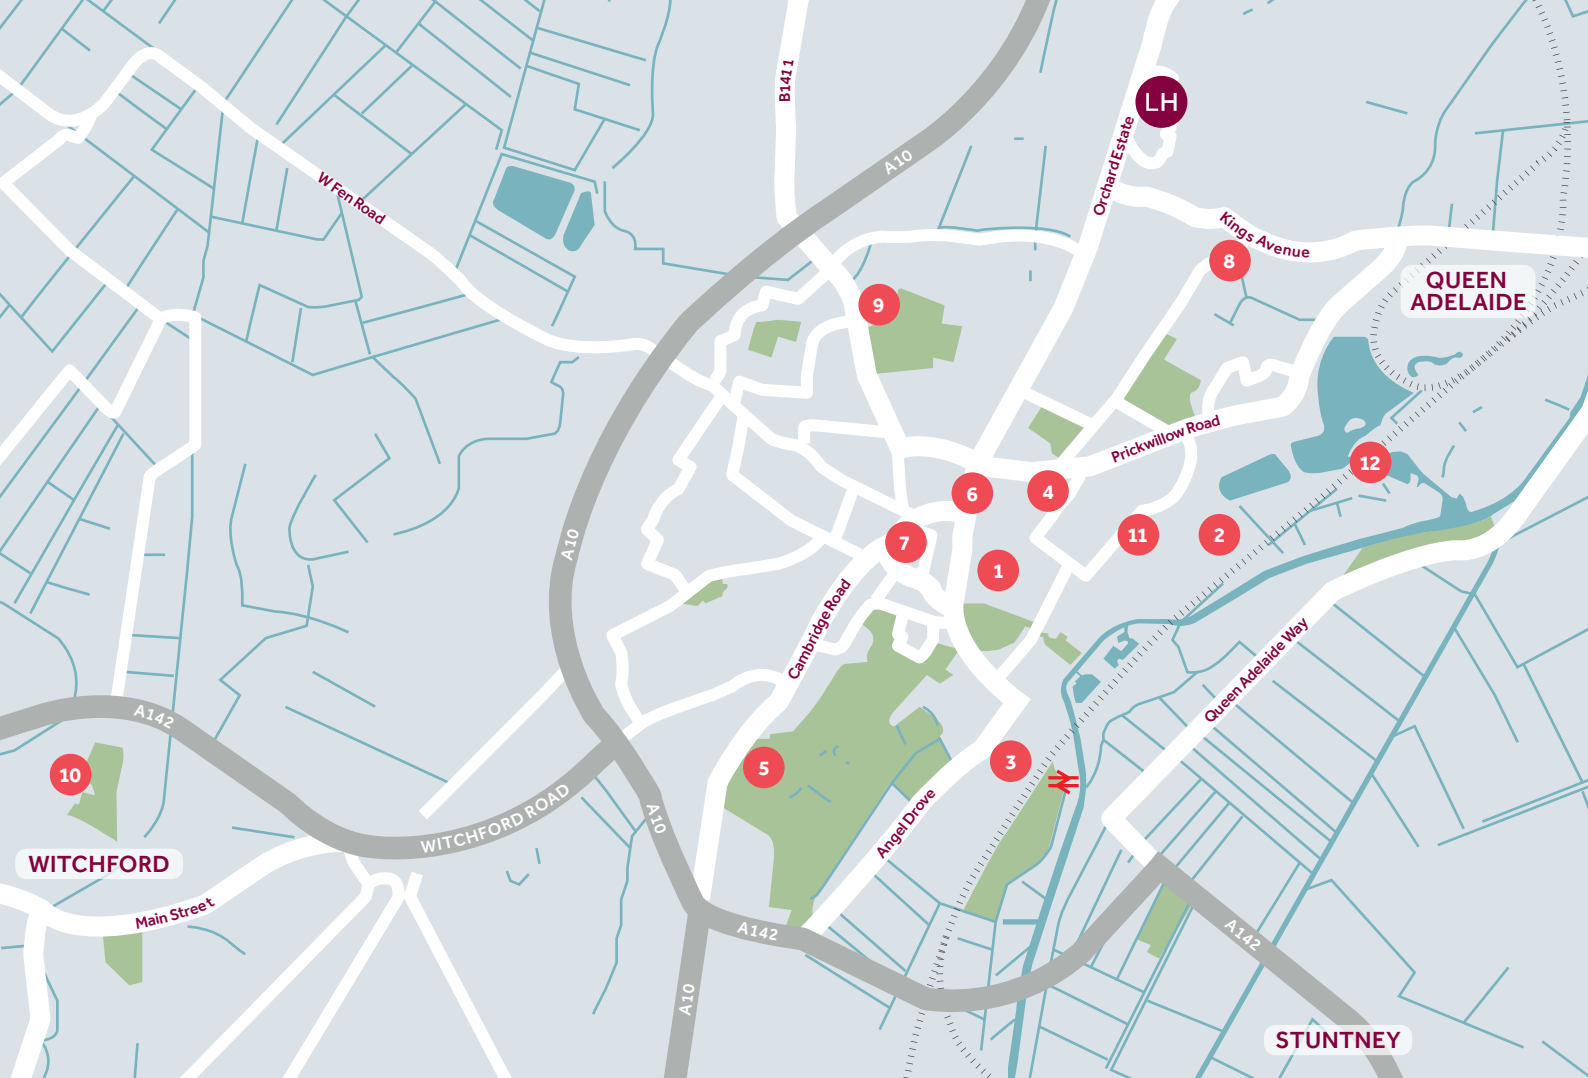 B1411
LH
A10
Orchard Estate
W Fen Road
Kings Avenue
8
QUEEN
ADELAIDE
9
Prickwillow Road
12
6
4
11
2
7
1
A10
Cambridge Road
Queen Adelaide Way
A142
10
5
3
WITCHFORD ROAD
A10
Angel Drove
WITCHFORD
Main Street
A142
A142
A10
STUNTNEY